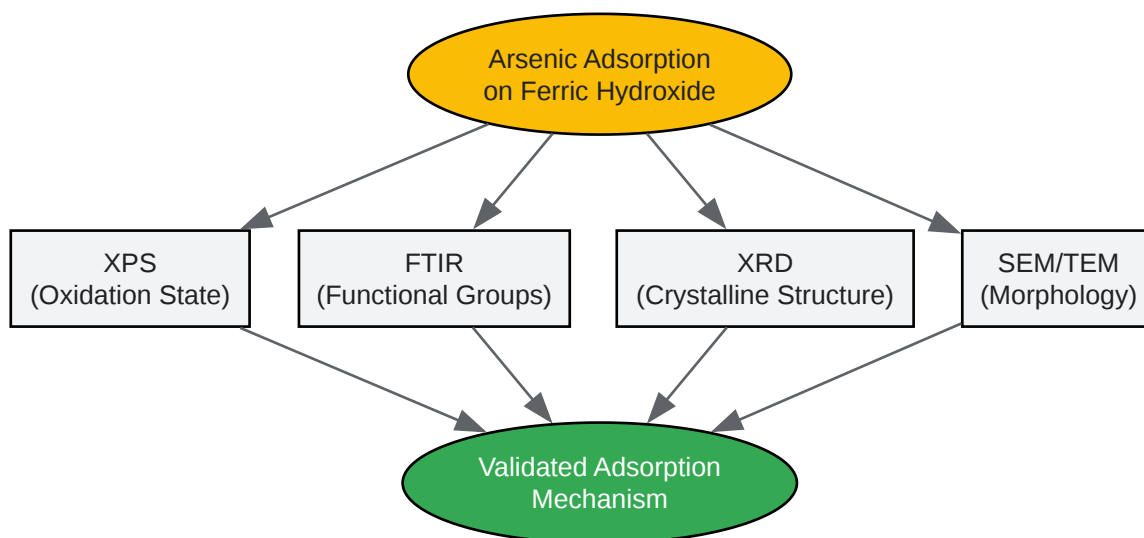 Arsenic Adsorption
on Ferric Hydroxide
XPS
(Oxidation State)
FTIR
(Functional Groups)
XRD
(Crystalline Structure)
SEM/TEM
(Morphology)
Validated Adsorption
Mechanism